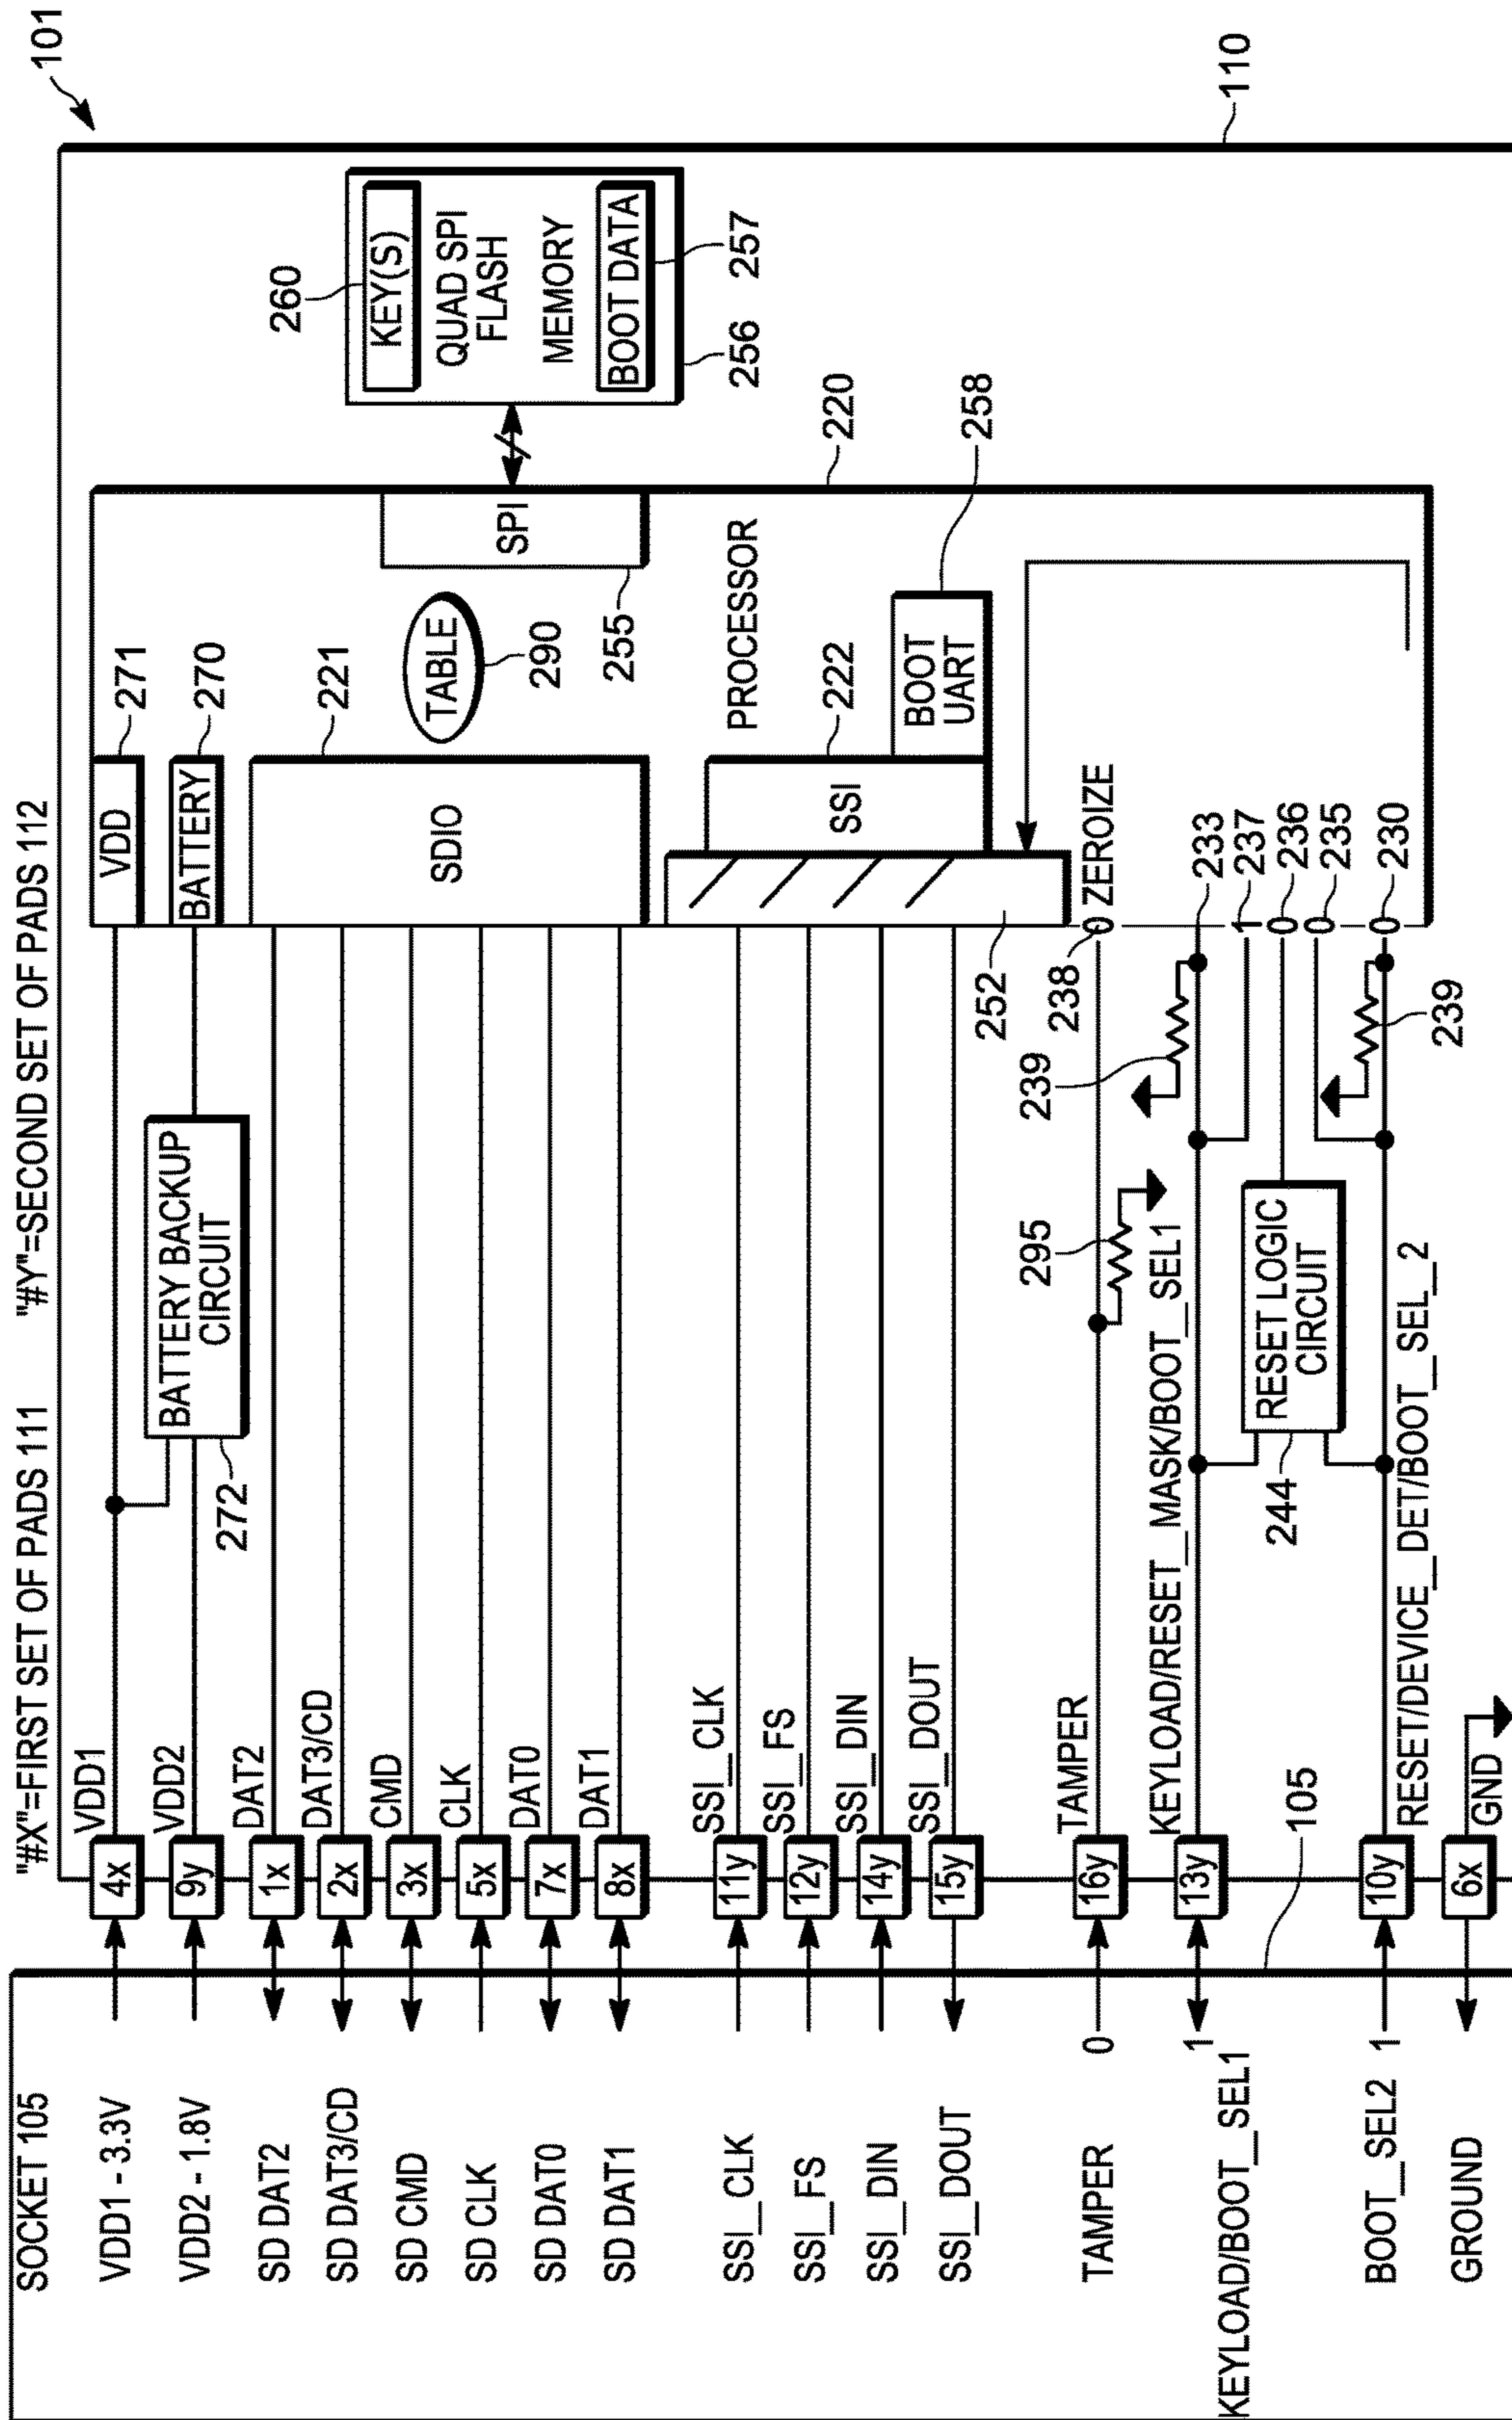 "#X"=FIRST SET OF PADS 111
"#Y"=SECOND SET OF PADS 112
101
110
SOCKET 105
VDD1 - 3.3V
VDD2 - 1.8V
SD DAT2
SD DAT3/CD
SD CMD
SD CLK
SD DAT0
SD DAT1
SSI_CLK
SSI_FS
SSI_DIN
SSI_DOUT
TAMPER
0
KEYLOAD/BOOT_SEL1
1
BOOT_SEL2
1
GROUND
105
4x
9y
1x
2x
3x
5x
7x
8x
11y
12y
14y
15y
16y
13y
10y
6x
VDD1
VDD2
DAT2
DAT3/CD
CMD
CLK
DAT0
DAT1
SSI_CLK
SSI_FS
SSI_DIN
SSI_DOUT
TAMPER
KEYLOAD/RESET_MASK/BOOT_SEL1
RESET/DEVICE_DET/BOOT_SEL_2
GND
BATTERY BACKUP
CIRCUIT
272
RESET LOGIC
CIRCUIT
244
295
239
239
252
238
0 ZEROIZE
233
1
237
0
236
0
235
0
230
VDD
271
BATTERY
270
SDIO
221
TABLE
290
SPI
255
PROCESSOR
220
SSI
222
BOOT
UART
258
KEY(S)
260
QUAD SPI
FLASH
MEMORY
BOOT DATA
256
257